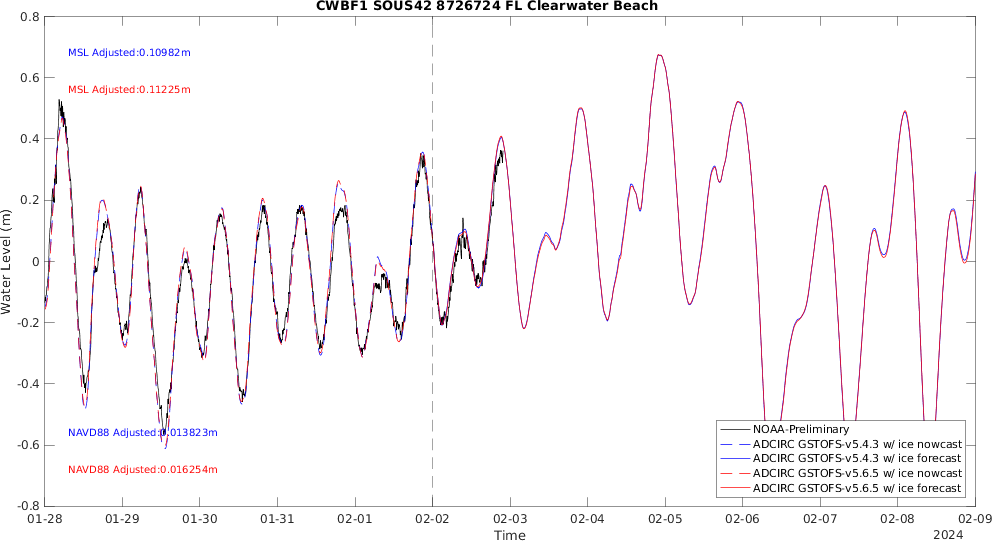 CWBF1 SOUS42 8726724 FL Clearwater Beach
0.8
0.6
0.4
0.2
0
-0.2
-0.4
-0.6
-0.8
Water Level (m)
MSL Adjusted:0.10982m
MSL Adjusted:0.11225m
NAVD88 Adjusted:0.013823m
NAVD88 Adjusted:0.016254m
NOAA-Preliminary
ADCIRC GSTOFS-v5.4.3 w/ ice nowcast
ADCIRC GSTOFS-v5.4.3 w/ ice forecast
ADCIRC GSTOFS-v5.6.5 w/ ice nowcast
ADCIRC GSTOFS-v5.6.5 w/ ice forecast
01-28 01-29 01-30 01-31 02-01 02-02 02-03 02-04 02-05 02-06 02-07 02-08 02-09
Time
2024